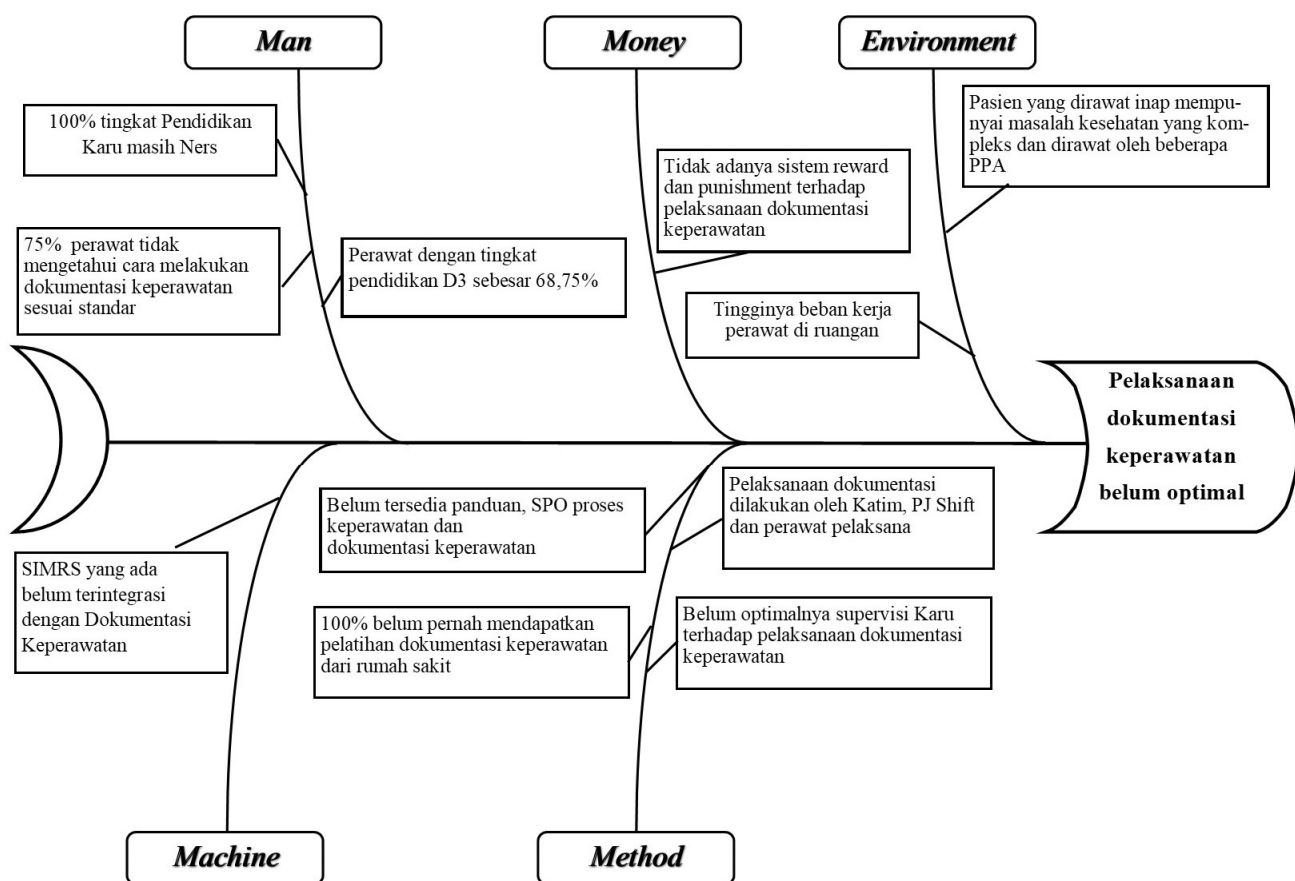 Man
Money
Environment
100% tingkat Pendidikan
Karu masih Ners
75% perawat tidak
mengetahui cara melakukan
dokumentasi keperawatan
sesuai standar
Perawat dengan tingkat
pendidikan D3 sebesar 68,75%
Tidak adanya sistem reward
dan punishment terhadap
pelaksanaan dokumentasi
keperawatan
Pasien yang dirawat inap mempu-
nyai masalah kesehatan yang kom-
pleks dan dirawat oleh beberapa
PPA
Tingginya beban kerja
perawat di ruangan
Pelaksanaan
dokumentasi
keperawatan
belum optimal
SIMRS yang ada
belum terintegrasi
dengan Dokumentasi
Keperawatan
Belum tersedia panduan, SPO proses
keperawatan dan
dokumentasi keperawatan
Pelaksanaan dokumentasi
dilakukan oleh Katim, PJ Shift
dan perawat pelaksana
100% belum pernah mendapatkan
pelatihan dokumentasi keperawatan
dari rumah sakit
Belum optimalnya supervisi Karu
terhadap pelaksanaan dokumentasi
keperawatan
Machine
Method